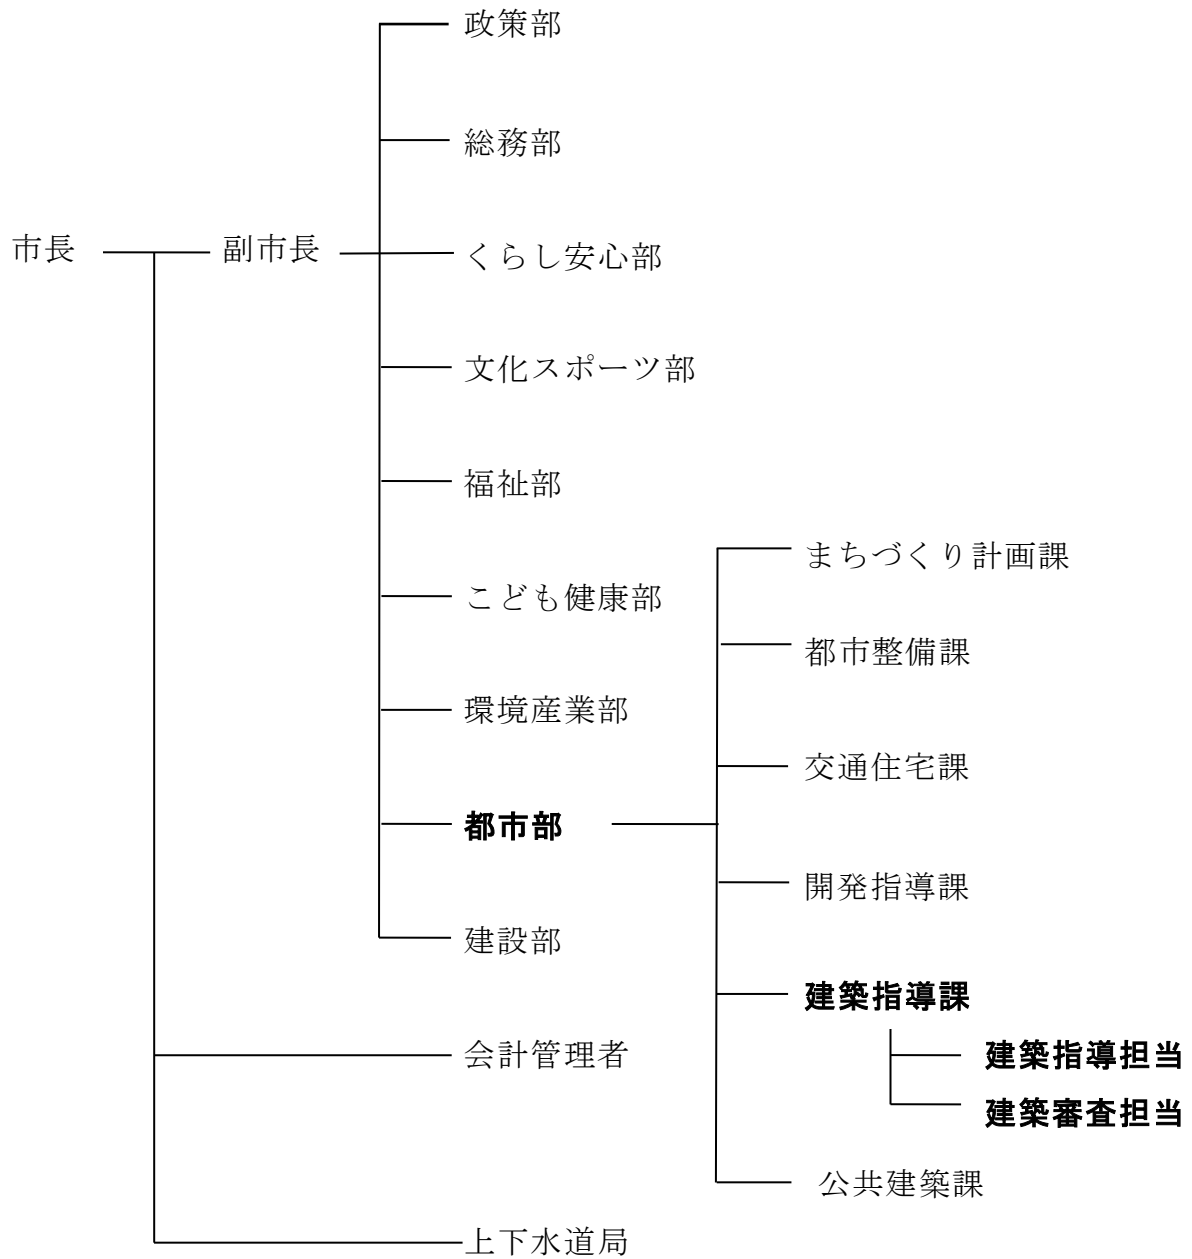 市長
副市長
政策部
総務部
くらし安心部
文化スポーツ部
福祉部
こども健康部
環境産業部
都市部
まちづくり計画課
都市整備課
交通住宅課
開発指導課
建築指導課
建築指導担当
建築審査担当
公共建築課
建設部
会計管理者
上下水道局